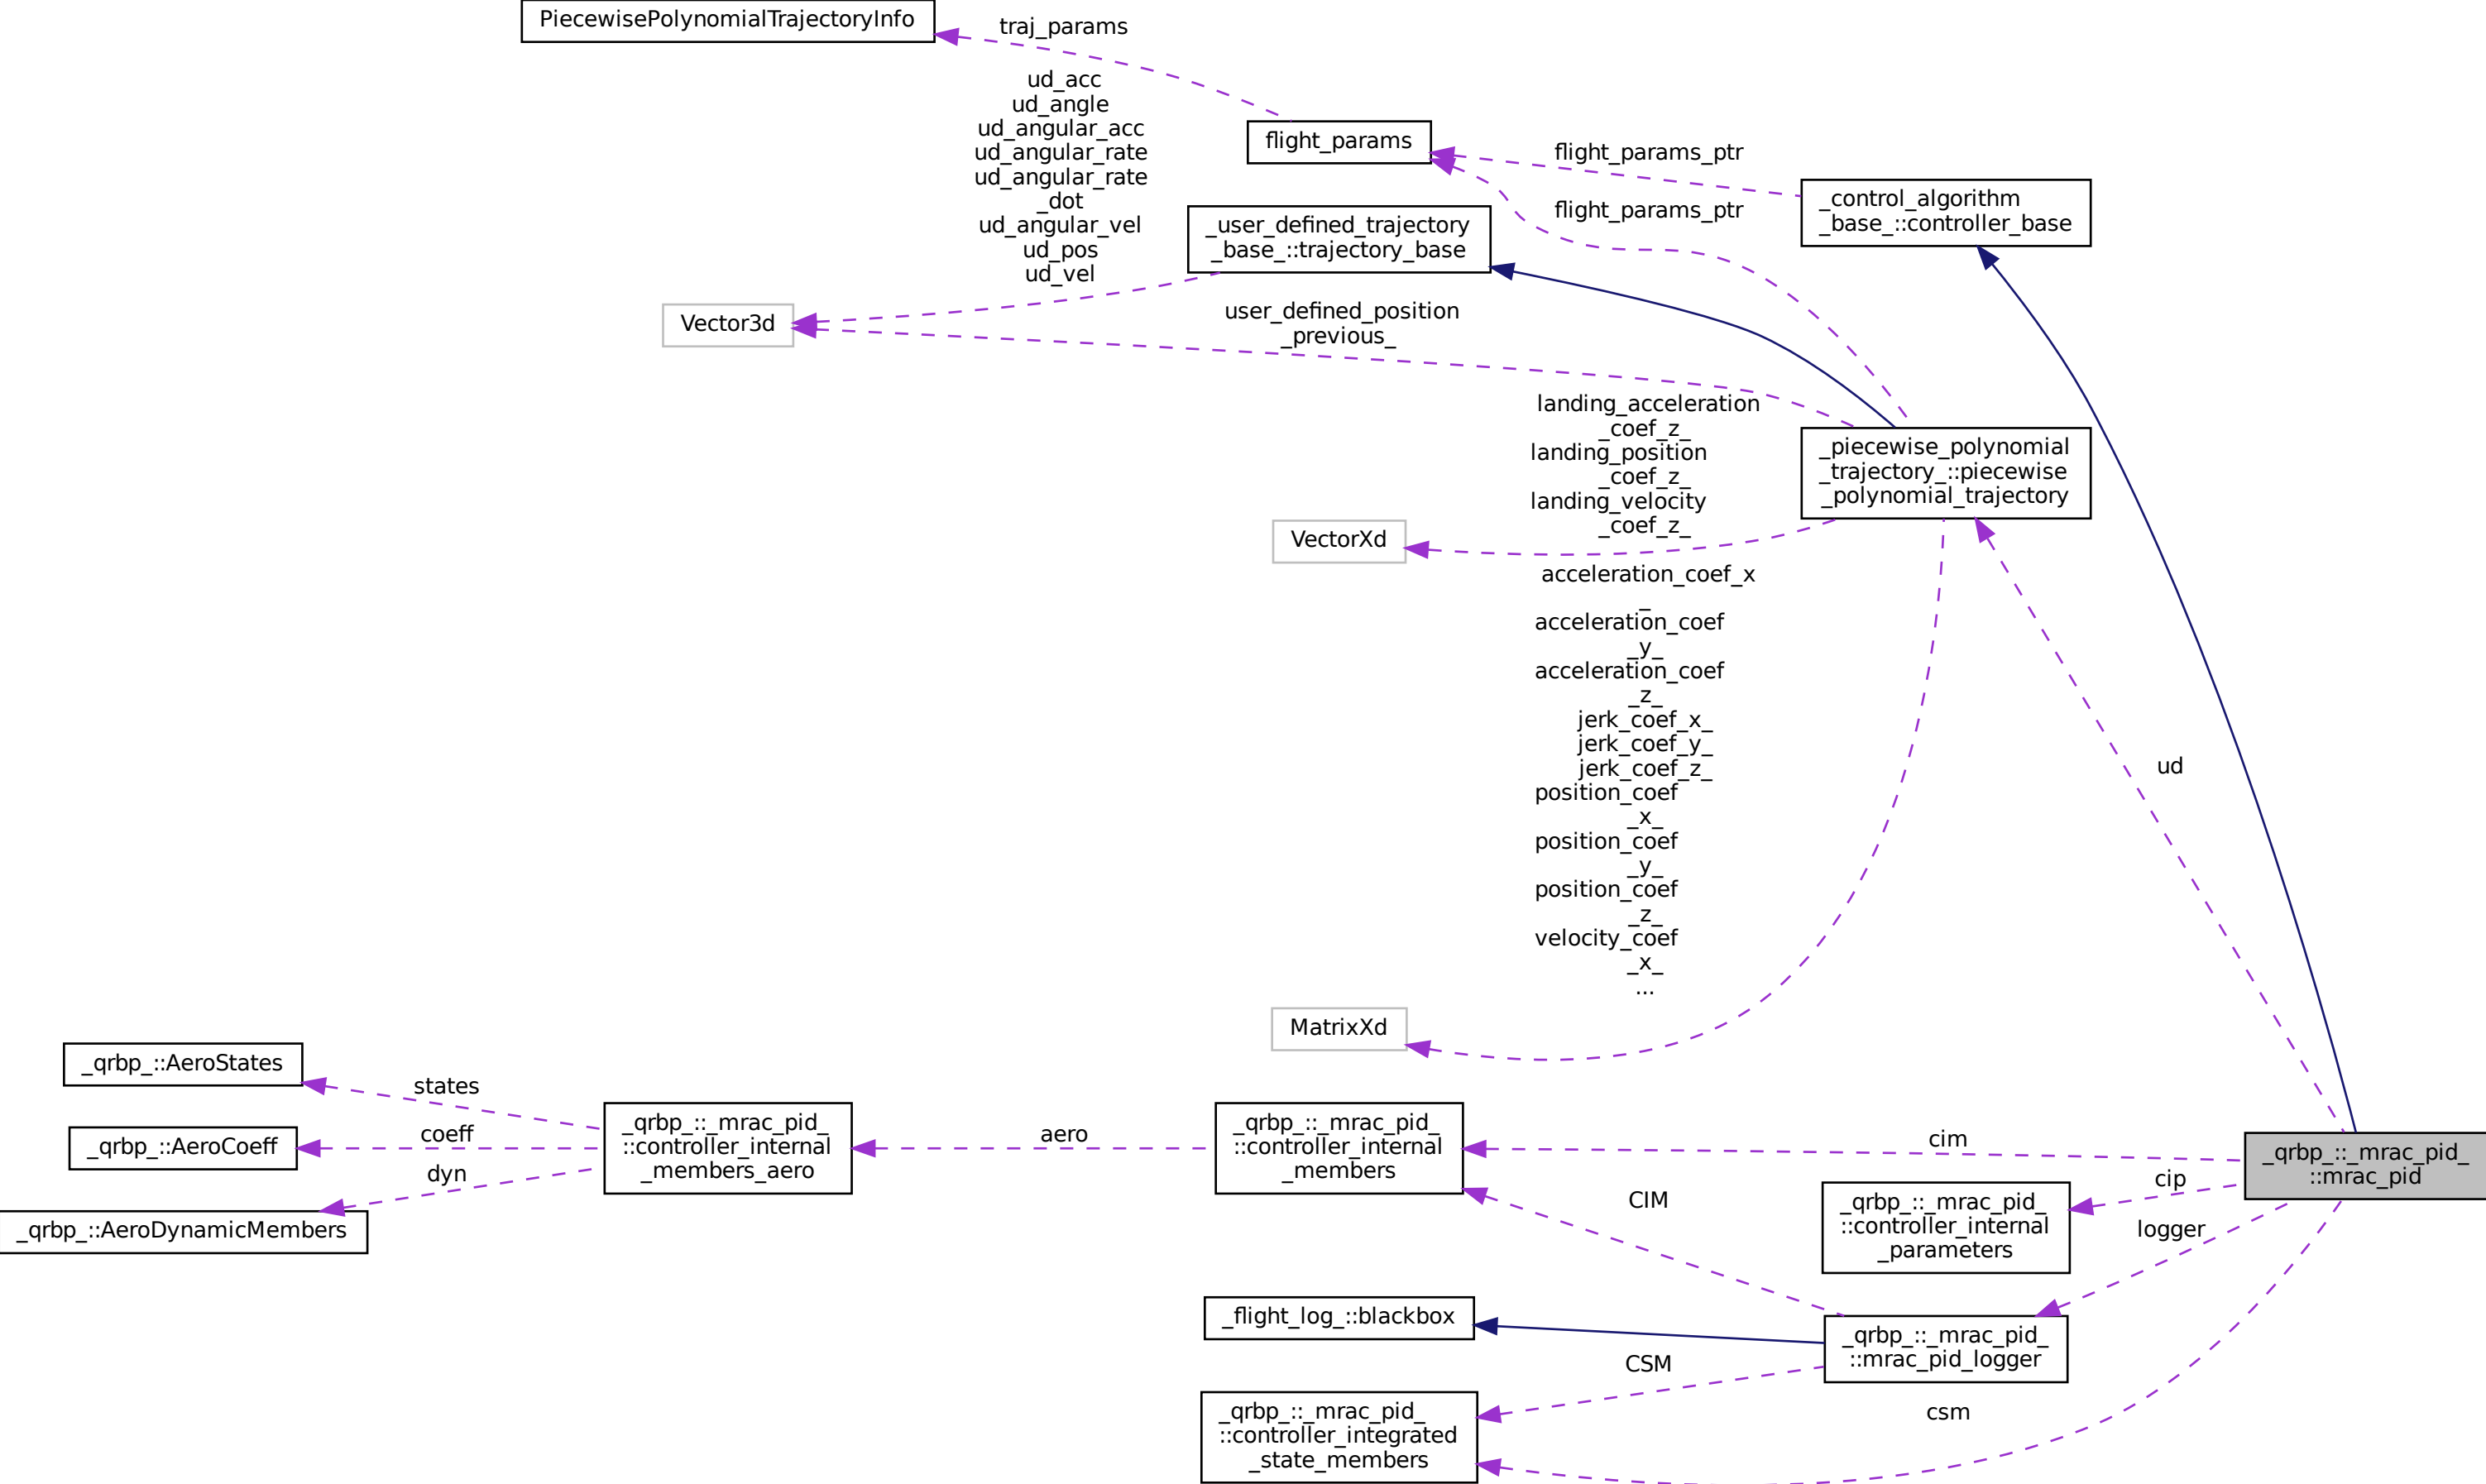 PiecewisePolynomialTrajectoryInfo
traj_params
ud_acc
ud_angle
ud_angular_acc
ud_angular_rate
ud_angular_rate
_dot
ud_angular_vel
ud_pos
ud_vel
flight_params
flight_params_ptr
flight_params_ptr
_control_algorithm
_base_::controller_base
_user_defined_trajectory
_base_::trajectory_base
Vector3d
user_defined_position
_previous_
landing_acceleration
_coef_z_
landing_position
_coef_z_
landing_velocity
_coef_z_
_piecewise_polynomial
_trajectory_::piecewise
_polynomial_trajectory
VectorXd
acceleration_coef_x
_
acceleration_coef
_y_
acceleration_coef
_z_
jerk_coef_x_
jerk_coef_y_
jerk_coef_z_
position_coef
_x_
position_coef
_y_
position_coef
_z_
velocity_coef
_x_
...
ud
MatrixXd
_qrbp_::AeroStates
states
_qrbp_::AeroCoeff
coeff
dyn
_qrbp_::AeroDynamicMembers
_qrbp_::_mrac_pid_
::controller_internal
_members_aero
aero
_qrbp_::_mrac_pid_
::controller_internal
_members
cim
CIM
_qrbp_::_mrac_pid_
::mrac_pid
cip
_qrbp_::_mrac_pid_
::controller_internal
_parameters
logger
_flight_log_::blackbox
_qrbp_::_mrac_pid_
::mrac_pid_logger
CSM
_qrbp_::_mrac_pid_
::controller_integrated
_state_members
csm